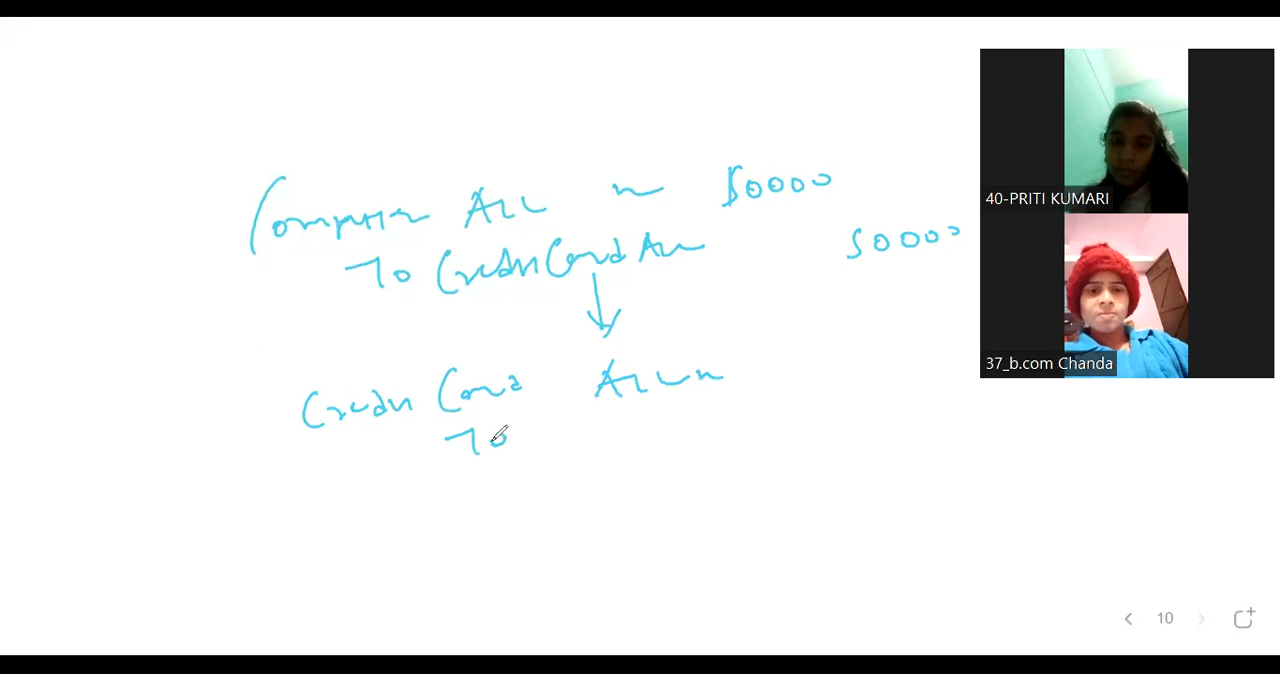 Computer A/c Dr 50000
To Credit Card A/c 50000
Credit Card A/c Dr
To
40-PRITI KUMARI
37_b.com Chanda
10